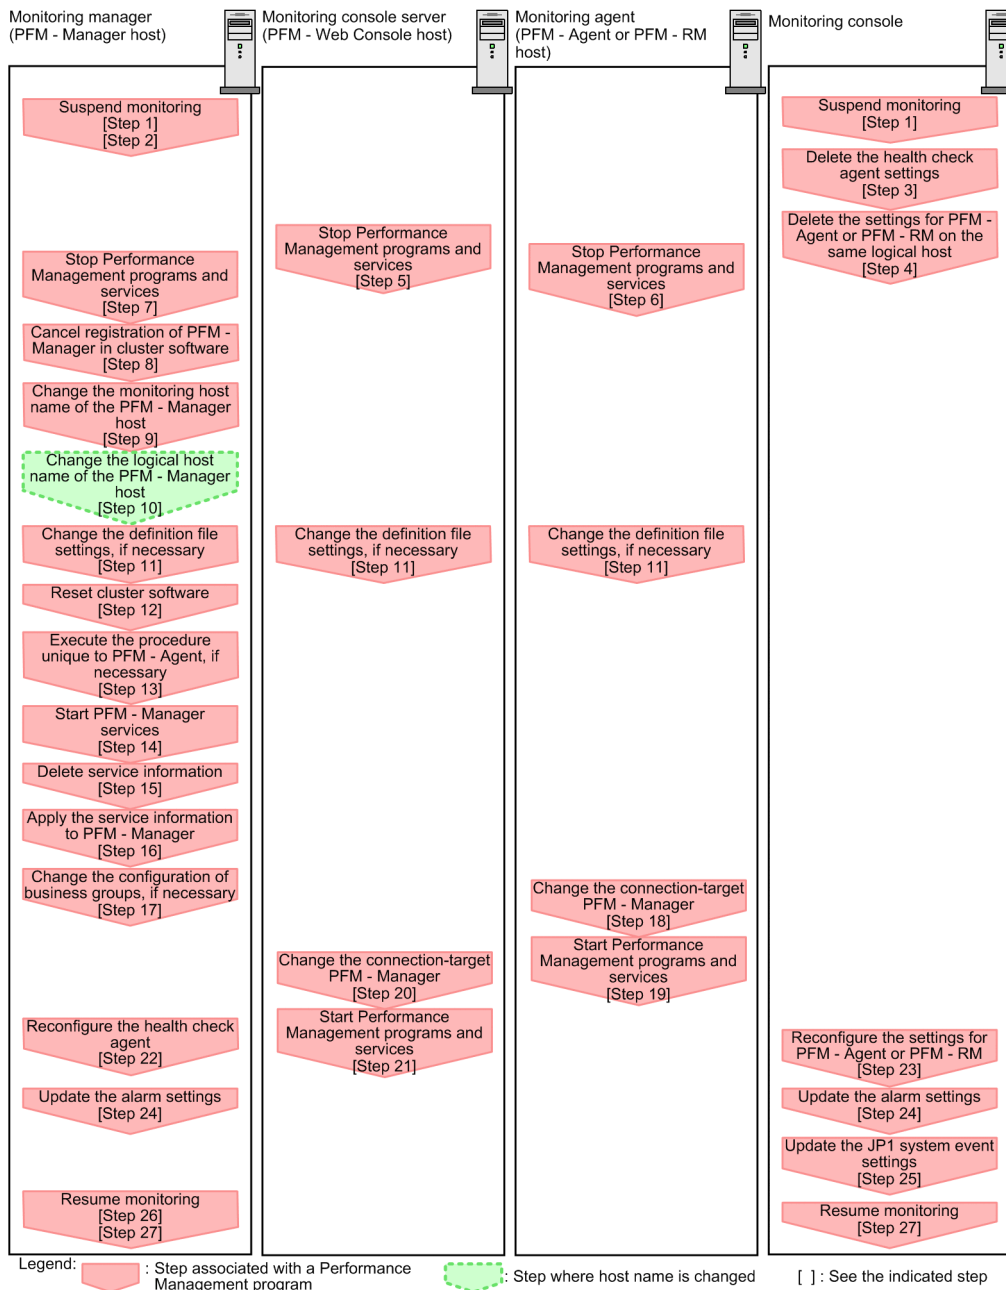 Monitoring manager
(PFM - Manager host)
Monitoring console server
(PFM - Web Console host)
Monitoring agent
(PFM - Agent or PFM - RM
host)
Monitoring console
Suspend monitoring
[Step 1]
[Step 2]
Stop Performance
Management programs and
services
[Step 7]
Cancel registration of PFM -
Manager in cluster software
[Step 8]
Change the monitoring host
name of the PFM - Manager
host
[Step 9]
Change the logical host
name of the PFM - Manager
host
[Step 10]
Change the definition file
settings, if necessary
[Step 11]
Reset cluster software
[Step 12]
Execute the procedure
unique to PFM - Agent, if
necessary
[Step 13]
Start PFM - Manager
services
[Step 14]
Delete service information
[Step 15]
Apply the service information
to PFM - Manager
[Step 16]
Change the configuration of
business groups, if necessary
[Step 17]
Reconfigure the health check
agent
[Step 22]
Update the alarm settings
[Step 24]
Resume monitoring
[Step 26]
[Step 27]
Stop Performance
Management programs and
services
[Step 5]
Change the definition file
settings, if necessary
[Step 11]
Change the connection-target
PFM - Manager
[Step 20]
Start Performance
Management programs and
services
[Step 21]
Stop Performance
Management programs and
services
[Step 6]
Change the definition file
settings, if necessary
[Step 11]
Change the connection-target
PFM - Manager
[Step 18]
Start Performance
Management programs and
services
[Step 19]
Suspend monitoring
[Step 1]
Delete the health check
agent settings
[Step 3]
Delete the settings for PFM -
Agent or PFM - RM on the
same logical host
[Step 4]
Reconfigure the settings for
PFM - Agent or PFM - RM
[Step 23]
Update the alarm settings
[Step 24]
Update the JP1 system event
settings
[Step 25]
Resume monitoring
[Step 27]
Legend:
: Step associated with a Performance
Management program
: Step where host name is changed
[ ] : See the indicated step